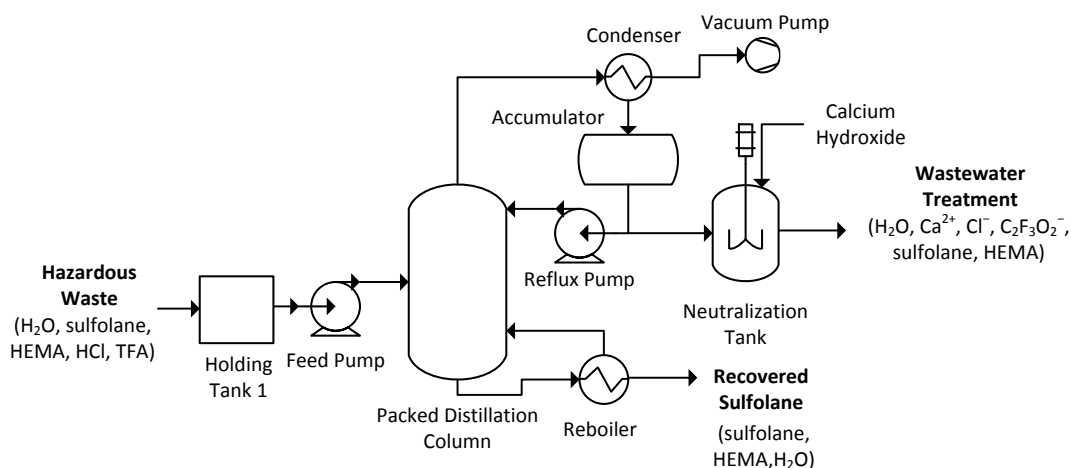 Condenser
Vacuum Pump
Accumulator
Calcium
Hydroxide
Wastewater
Treatment
(H₂O, Ca²⁺, Cl⁻, C₂F₃O₂⁻,
sulfolane, HEMA)
Reflux Pump
Neutralization
Tank
Hazardous
Waste
(H₂O, sulfolane,
HEMA, HCl, TFA)
Holding
Tank 1
Feed Pump
Packed Distillation
Column
Reboiler
Recovered
Sulfolane
(sulfolane,
HEMA,H₂O)